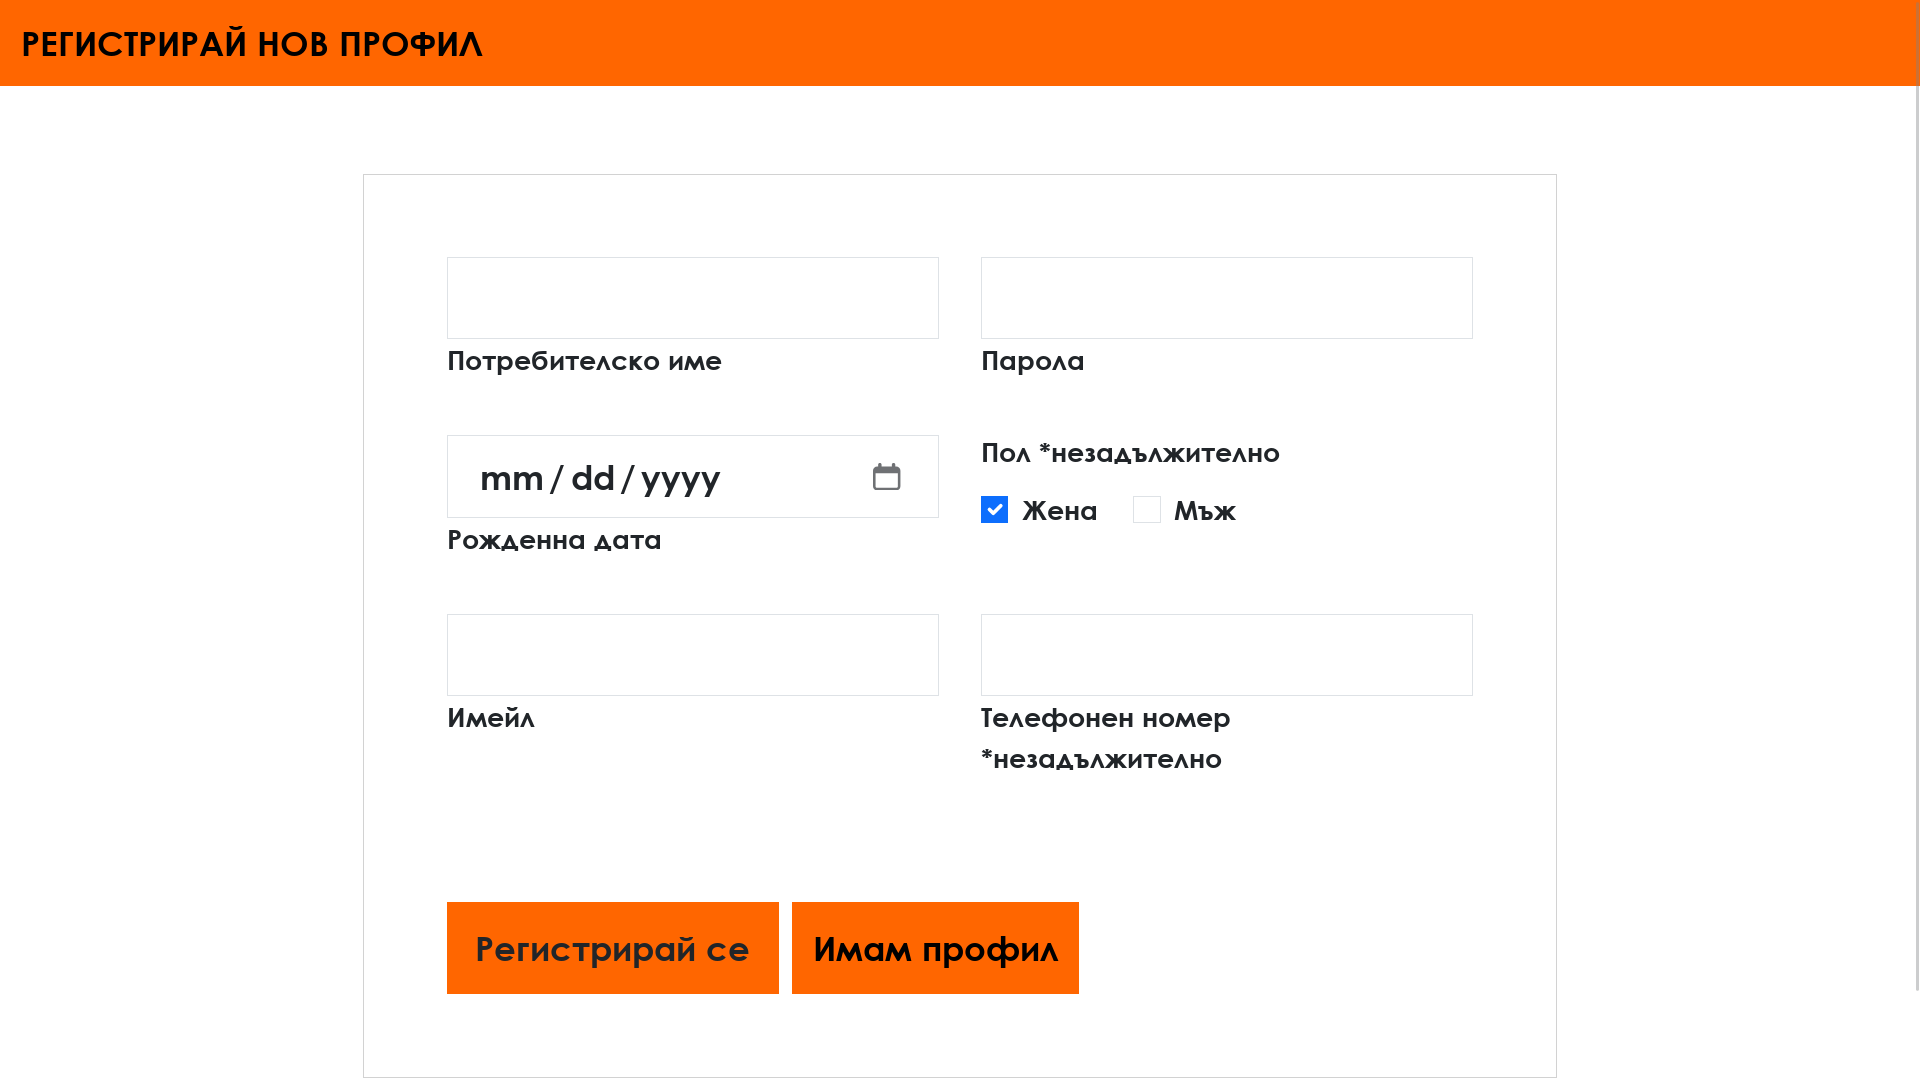 РЕГИСТРИРАЙ НОВ ПРОФИЛ
Потребителско име
Парола
mm/dd/yyyy
Рожденна дата
Пол *незадължително
Жена
Мъж
Имейл
Телефонен номер
*незадължително
Регистрирай се
Имам профил